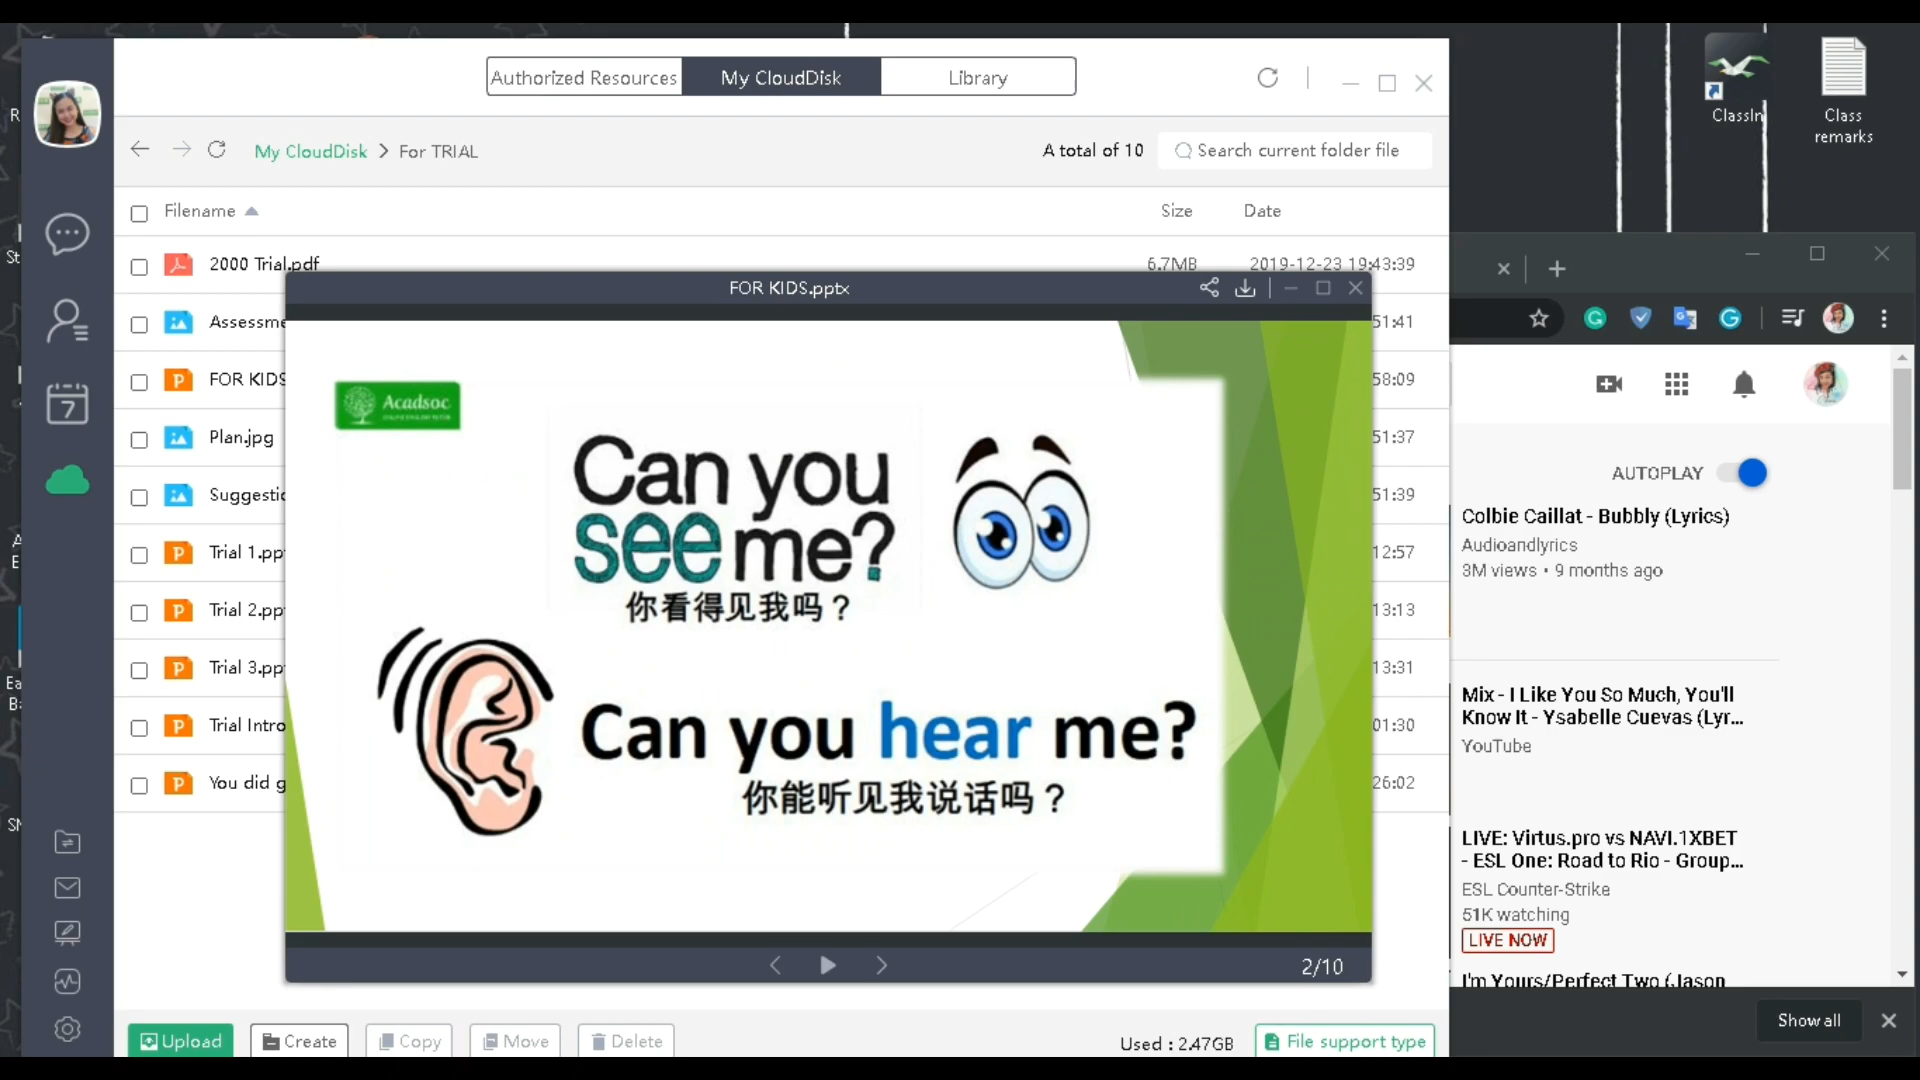 Authorized Resources
My CloudDisk
Library
ClassIn
Class
remarks
My CloudDisk > For TRIAL
A total of 10
Search current folder file
Filename
Size
Date
2000 Trial.pdf
6.7MB
2019-12-23 19:43:39
FOR KIDS.pptx
Assessme
51:41
FOR KIDS
58:09
Plan.jpg
51:37
Suggestic
51:39
Trial 1.pp
12:57
Trial 2.pp
13:13
Trial 3.pp
13:31
Trial Intro
01:30
You did g
26:02
7
Acadsoc
Can you
see me?
你看得见我吗？
Can you hear me?
你能听见我说话吗？
2/10
AUTOPLAY
Colbie Caillat - Bubbly (Lyrics)
Audioandlyrics
3M views • 9 months ago
Mix - I Like You So Much, You'll
Know It - Ysabelle Cuevas (Lyr...
YouTube
LIVE: Virtus.pro vs NAVI.1XBET
- ESL One: Road to Rio - Group...
ESL Counter-Strike
51K watching
LIVE NOW
I'm Yours/Perfect Two (Jason
Show all
Upload
Create
Copy
Move
Delete
Used : 2.47GB
File support type